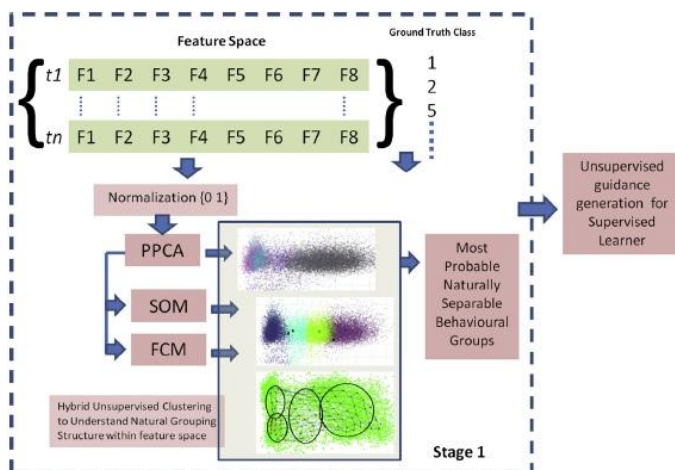 Feature Space
Ground Truth Class
t1 F1 F2 F3 F4 F5 F6 F7 F8
1
2
5
tn F1 F2 F3 F4 F5 F6 F7 F8
Normalization {0 1}
PPCA
SOM
FCM
Most
Probable
Naturally
Separable
Behavioural
Groups
Unsupervised
guidance
generation for
Supervised
Learner
Hybrid Unsupervised Clustering
to Understand Natural Grouping
Structure within feature space
Stage 1